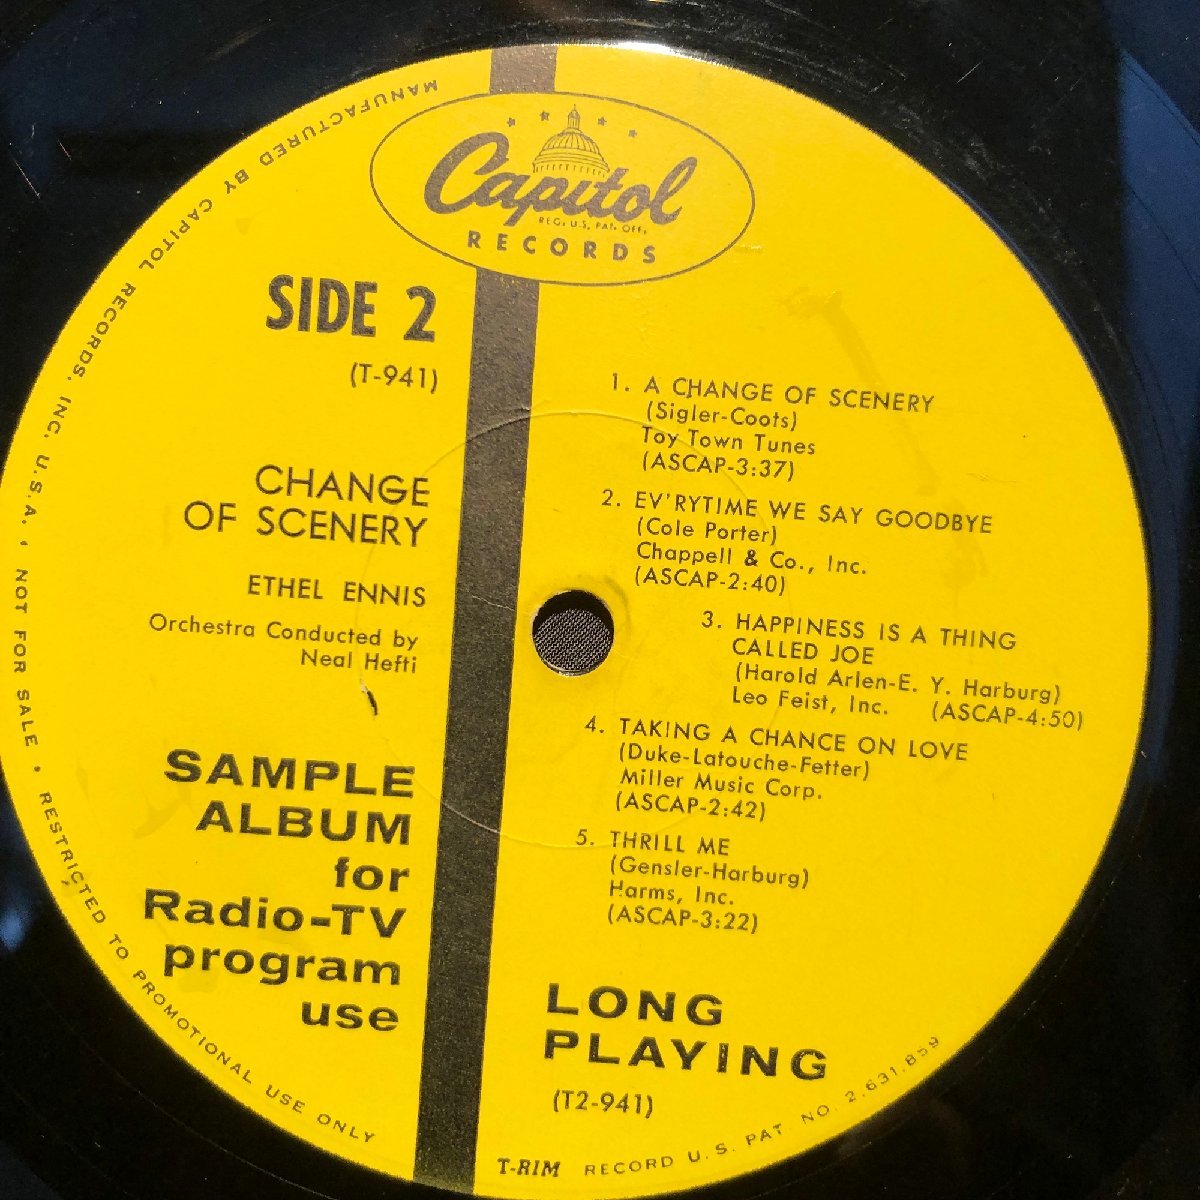 Capitol
REG. U.S. PAT. OFF.
RECORDS
SIDE 2
(T-941)
CHANGE
OF SCENERY
ETHEL ENNIS
Orchestra Conducted by
Neal Hefti
SAMPLE
ALBUM
for
Radio-TV
program
use
1. A CHANGE OF SCENERY
(Sigler-Coots)
Toy Town Tunes
(ASCAP-3:37)
2. EV'RYTIME WE SAY GOODBYE
(Cole Porter)
Chappell & Co., Inc.
(ASCAP-2:40)
3. HAPPINESS IS A THING
CALLED JOE
(Harold Arlen-E. Y. Harburg)
Leo Feist, Inc. (ASCAP-4:50)
4. TAKING A CHANCE ON LOVE
(Duke-Latouche-Fetter)
Miller Music Corp.
(ASCAP-2:42)
5. THRILL ME
(Gensler-Harburg)
Harms, Inc.
(ASCAP-3:22)
LONG
PLAYING
(T2-941)
MANUFACTURED BY CAPITOL RECORDS, INC. U.S.A. • NOT FOR SALE • RESTRICTED TO PROMOTIONAL USE ONLY
T-RIM RECORD U.S. PAT. NO. 2,631,859